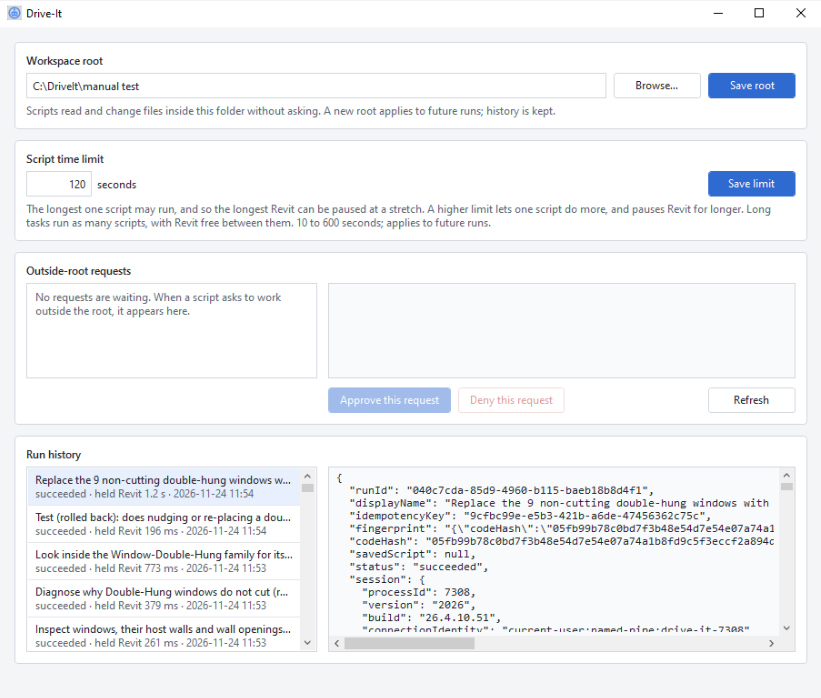 Drive-It
Workspace root
C:\DriveIt\manual test
Browse...
Save root
Scripts read and change files inside this folder without asking. A new root applies to future runs; history is kept.
Script time limit
120 seconds
Save limit
The longest one script may run, and so the longest Revit can be paused at a stretch. A higher limit lets one script do more, and pauses Revit for longer. Long
tasks run as many scripts, with Revit free between them. 10 to 600 seconds; applies to future runs.
Outside-root requests
No requests are waiting. When a script asks to work
outside the root, it appears here.
Approve this request
Deny this request
Refresh
Run history
Replace the 9 non-cutting double-hung windows w...
succeeded · held Revit 1.2 s · 2026-11-24 11:54
Test (rolled back): does nudging or re-placing a dou...
succeeded · held Revit 196 ms · 2026-11-24 11:54
Look inside the Window-Double-Hung family for its...
succeeded · held Revit 773 ms · 2026-11-24 11:53
Diagnose why Double-Hung windows do not cut (r...
succeeded · held Revit 379 ms · 2026-11-24 11:53
Inspect windows, their host walls and wall openings...
succeeded · held Revit 261 ms · 2026-11-24 11:53
{
"runId": "040c7cda-85d9-4960-b115-baeb18b8d4f1",
"displayName": "Replace the 9 non-cutting double-hung windows with
"idempotencyKey": "9cfbc99e-e5b3-421b-a6de-47456362c75c",
"fingerprint": "{\"codeHash\":\"05fb99b78c0bd7f3b48e54d7e54e07a74a1
"codeHash": "05fb99b78c0bd7f3b48e54d7e54e07a74a1b8fd9c5f3eccf2a894c
"savedScript": null,
"status": "succeeded",
"session": {
"processId": 7308,
"version": "2026",
"build": "26.4.10.51",
"connectionIdentity": "current-user:named-pipe:drive-it-7308"